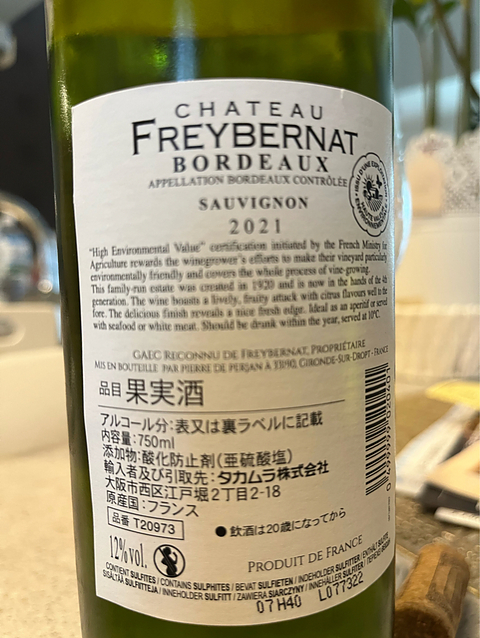 CHATEAU
FREYBERNAT
BORDEAUX
APPELLATION BORDEAUX CONTRÔLÉE
SAUVIGNON
2021
"High Environmental Value" certification initiated by the French Ministry for
Agriculture rewards the winegrower's efforts to make their vineyard particularly
environmentally friendly and covers the whole process of vine-growing.
This family-run estate was created in 1920 and is now in the hands of the 4th
generation. The wine boasts a lively, fruity attack with citrus flavours well to the
fore. The delicious finish reveals a nice fresh edge. Ideal as an aperitif or served
with seafood or white meat. Should be drunk within the year, served at 10°C.
GAEC RECONNU DE FREYBERNAT, PROPRIÉTAIRE
MIS EN BOUTEILLE PAR PIERRE DE PURJAN À 33190, GIRONDE-SUR-DROPT - FRANCE
品目 果実酒
アルコール分:表又は裏ラベルに記載
内容量:750ml
添加物:酸化防止剤(亜硫酸塩)
輸入者及び引取先:タカムラ株式会社
大阪市西区江戸堀2丁目2-18
原産国:フランス
品番 T20973
●飲酒は20歳になってから
12% vol.
PRODUIT DE FRANCE
CONTIENT SULFITES / CONTAINS SULPHITES / BEVAT SULFIETEN / INDEHOLDER SULFITTER / ENTHÄLT
SISÄLTÄÄ SULFIITTEJA / INNEHOLDER SULFITT / ZAWIERA SIARCZYNY / INNEHÅLLER SULFITER
07H40 L077322